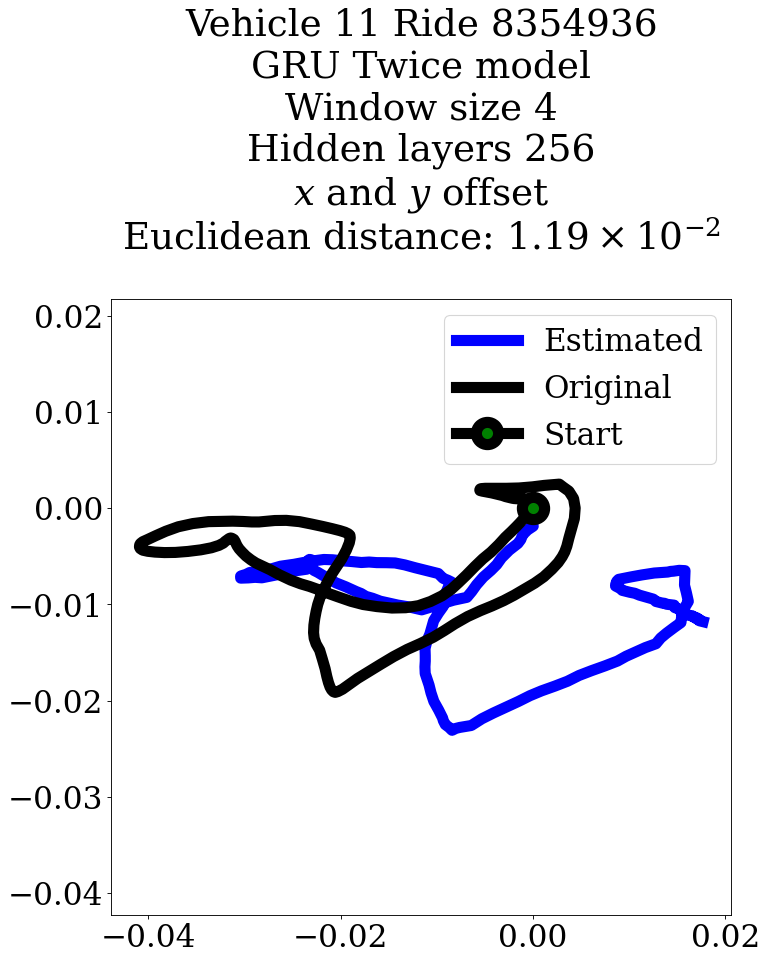 Vehicle 11 Ride 8354936
GRU Twice model
Window size 4
Hidden layers 256
x and y offset
Euclidean distance: 1.19 × 10⁻²
Estimated
Original
Start
0.02
0.01
0.00
−0.01
−0.02
−0.03
−0.04
−0.04
−0.02
0.00
0.02